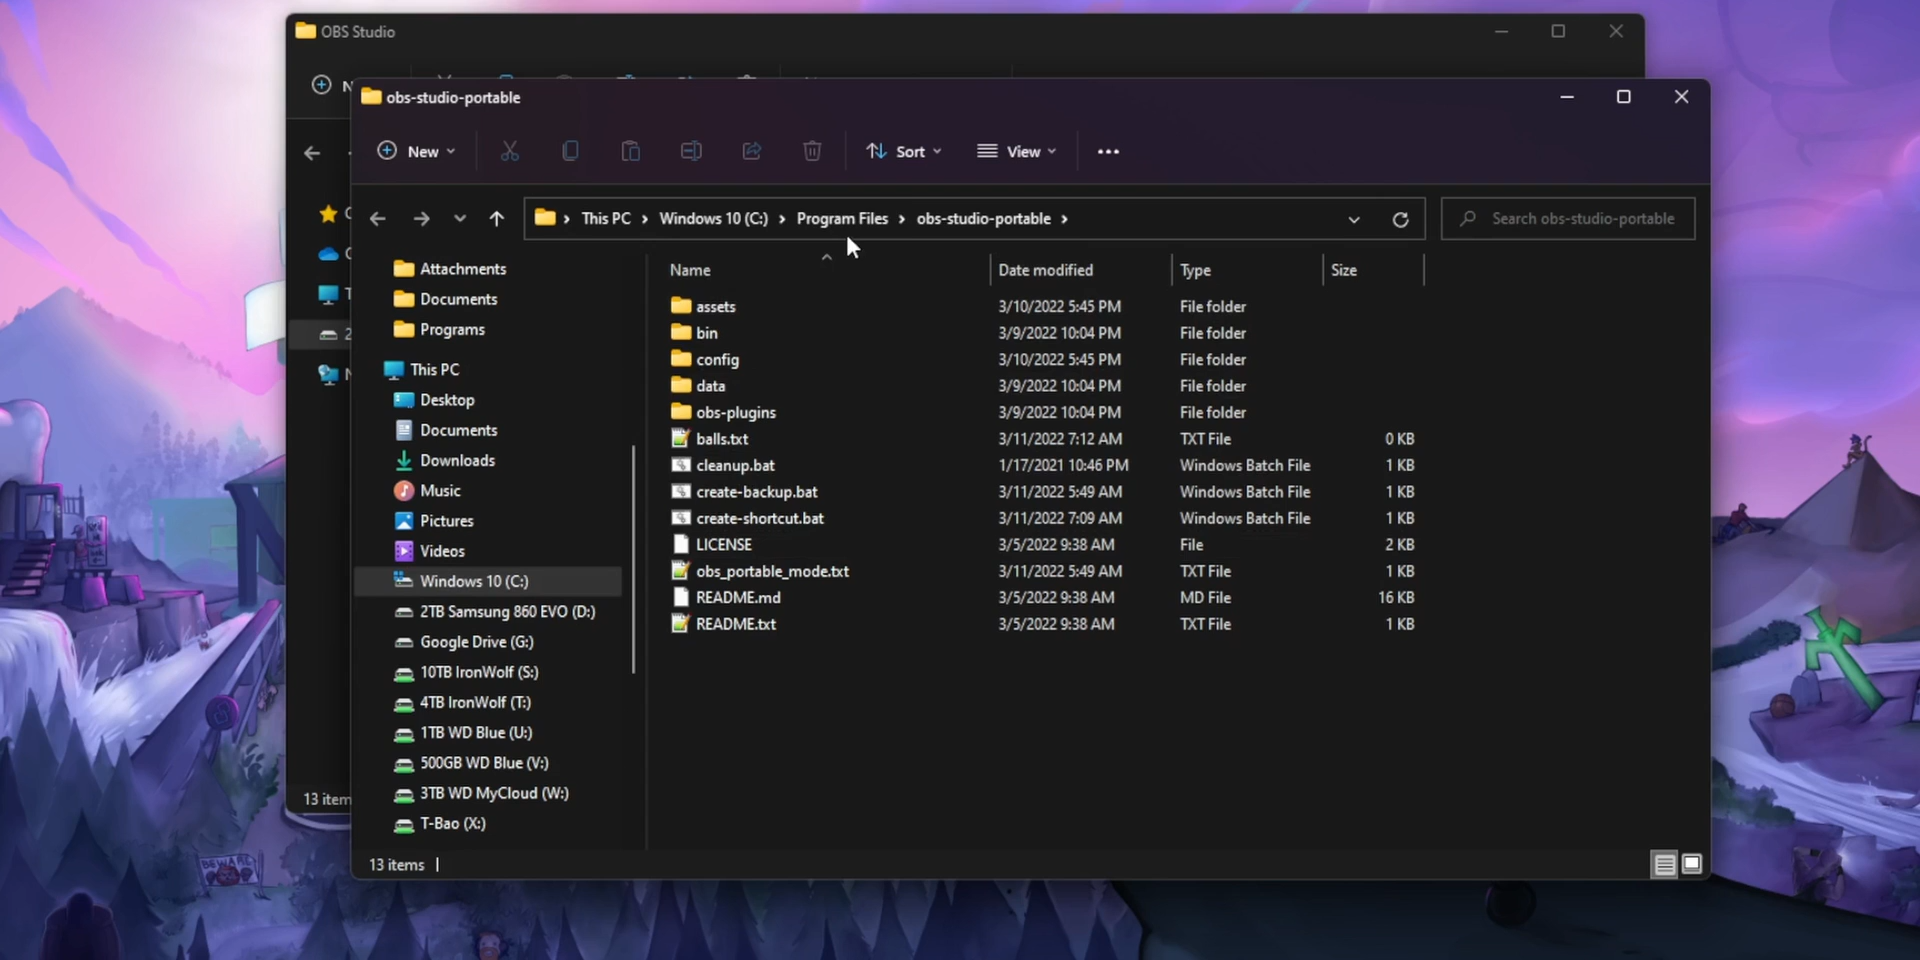 OBS Studio
obs-studio-portable
New
Sort
View
This PC > Windows 10 (C:) > Program Files > obs-studio-portable >
Search obs-studio-portable
Name Date modified Type Size
Attachments
Documents
Programs
This PC
Desktop
Documents
Downloads
Music
Pictures
Videos
Windows 10 (C:)
2TB Samsung 860 EVO (D:)
Google Drive (G:)
10TB IronWolf (S:)
4TB IronWolf (T:)
1TB WD Blue (U:)
500GB WD Blue (V:)
3TB WD MyCloud (W:)
T-Bao (X:)
assets 3/10/2022 5:45 PM File folder
bin 3/9/2022 10:04 PM File folder
config 3/10/2022 5:45 PM File folder
data 3/9/2022 10:04 PM File folder
obs-plugins 3/9/2022 10:04 PM File folder
balls.txt 3/11/2022 7:12 AM TXT File 0 KB
cleanup.bat 1/17/2021 10:46 PM Windows Batch File 1 KB
create-backup.bat 3/11/2022 5:49 AM Windows Batch File 1 KB
create-shortcut.bat 3/11/2022 7:09 AM Windows Batch File 1 KB
LICENSE 3/5/2022 9:38 AM File 2 KB
obs_portable_mode.txt 3/11/2022 5:49 AM TXT File 1 KB
README.md 3/5/2022 9:38 AM MD File 16 KB
README.txt 3/5/2022 9:38 AM TXT File 1 KB
13 item
13 items
BEWARE